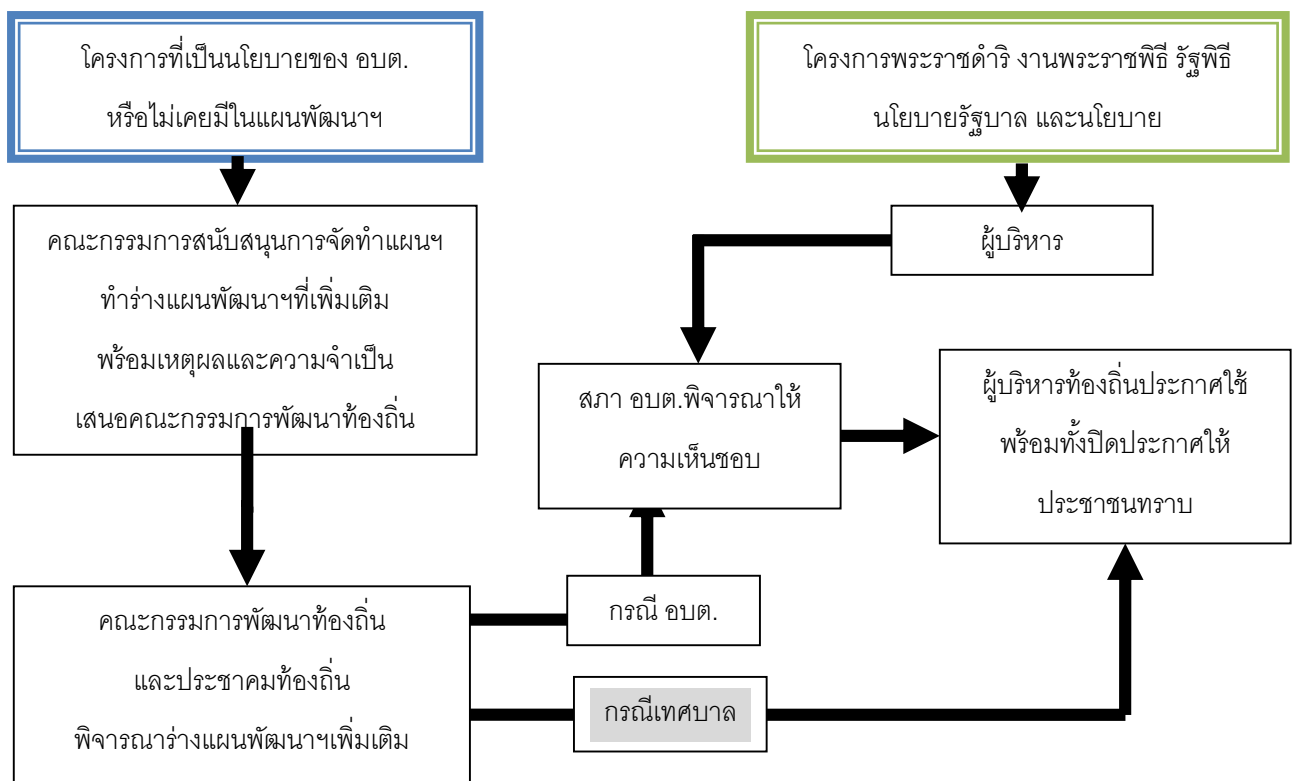 โครงการที่เป็นนโยบายของ อบต.
หรือไม่เคยมีในแผนพัฒนาฯ
โครงการพระราชดำริ งานพระราชพิธี รัฐพิธี
นโยบายรัฐบาล และนโยบาย
คณะกรรมการสนับสนุนการจัดทำแผนฯ
ทำร่างแผนพัฒนาฯที่เพิ่มเติม
พร้อมเหตุผลและความจำเป็น
เสนอคณะกรรมการพัฒนาท้องถิ่น
ผู้บริหาร
สภา อบต.พิจารณาให้
ความเห็นชอบ
ผู้บริหารท้องถิ่นประกาศใช้
พร้อมทั้งปิดประกาศให้
ประชาชนทราบ
คณะกรรมการพัฒนาท้องถิ่น
และประชาคมท้องถิ่น
พิจารณาร่างแผนพัฒนาฯเพิ่มเติม
กรณี อบต.
กรณีเทศบาล